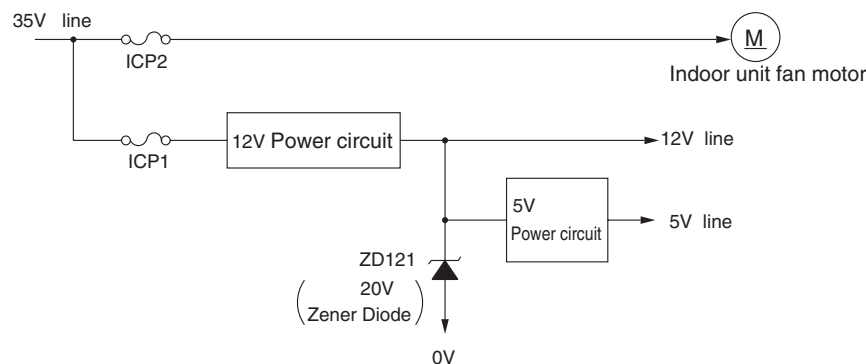 35V line
ICP2
M
Indoor unit fan motor
ICP1
12V Power circuit
12V line
5V
Power circuit
5V line
ZD121
20V
Zener Diode
0V